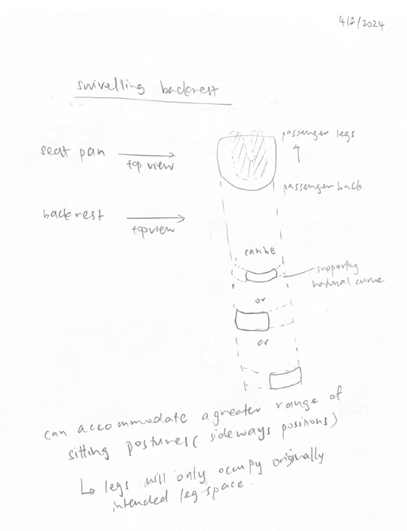 4/2/2024
swivelling backrest
seat pan
top view
passenger legs
passenger back
backrest
top view
can be
supporting
natural curve
or
or
can accommodate a greater range of
sitting postures (sideways positions)
↳ legs will only occupy originally
intended leg space.